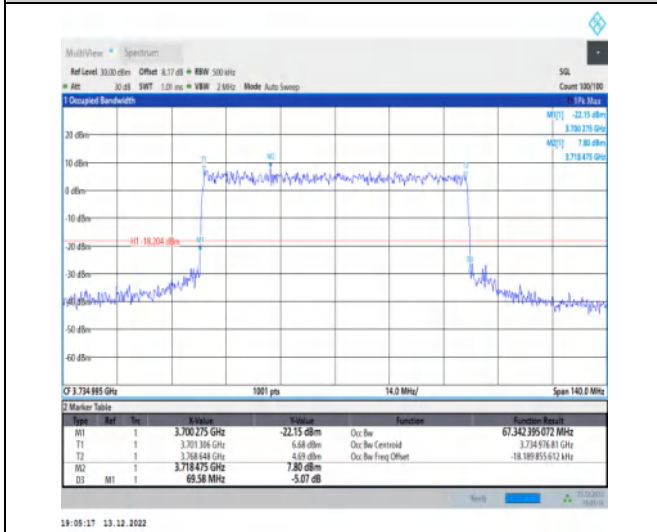 MultiView Spectrum
Ref Level 30.00 dBm Offset 8.17 dB RBW 500 kHz SGL
Att 30 dB SWT 1.01 ms VBW 2 MHz Mode Auto Sweep Count 100/100
1 Occupied Bandwidth 1Pk Max
M1[1] -22.15 dBm
3.700 275 GHz
M2[1] 7.80 dBm
3.718 475 GHz
20 dBm
10 dBm
0 dBm
-10 dBm
-20 dBm
-30 dBm
-40 dBm
-50 dBm
-60 dBm
T1
M2
T2
H1 -18.204 dBm
M1
D3
CF 3.734 995 GHz 1001 pts 14.0 MHz/ Span 140.0 MHz
2 Marker Table
Type Ref Trc X-Value Y-Value Function Function Result
M1 1 3.700 275 GHz -22.15 dBm Occ Bw 67.342 395 072 MHz
T1 1 3.701 306 GHz 6.68 dBm Occ Bw Centroid 3.734 976 81 GHz
T2 1 3.768 648 GHz 4.69 dBm Occ Bw Freq Offset -18.189 855 612 kHz
M2 1 3.718 475 GHz 7.80 dBm
D3 M1 1 69.58 MHz -5.07 dB
Ready
19:05:17 13.12.2022